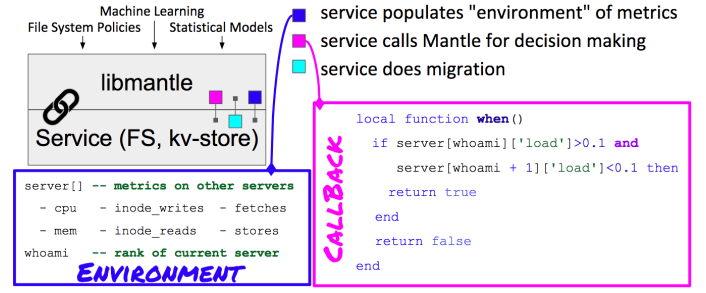 Machine Learning
File System Policies Statistical Models
libmantle
Service (FS, kv-store)
service populates "environment" of metrics
service calls Mantle for decision making
service does migration
server[] -- metrics on other servers
- cpu - inode_writes - fetches
- mem - inode_reads - stores
whoami -- rank of current server
ENVIRONMENT
CALLBACK
local function when()
if server[whoami]['load']>0.1 and
server[whoami + 1]['load']<0.1 then
return true
end
return false
end